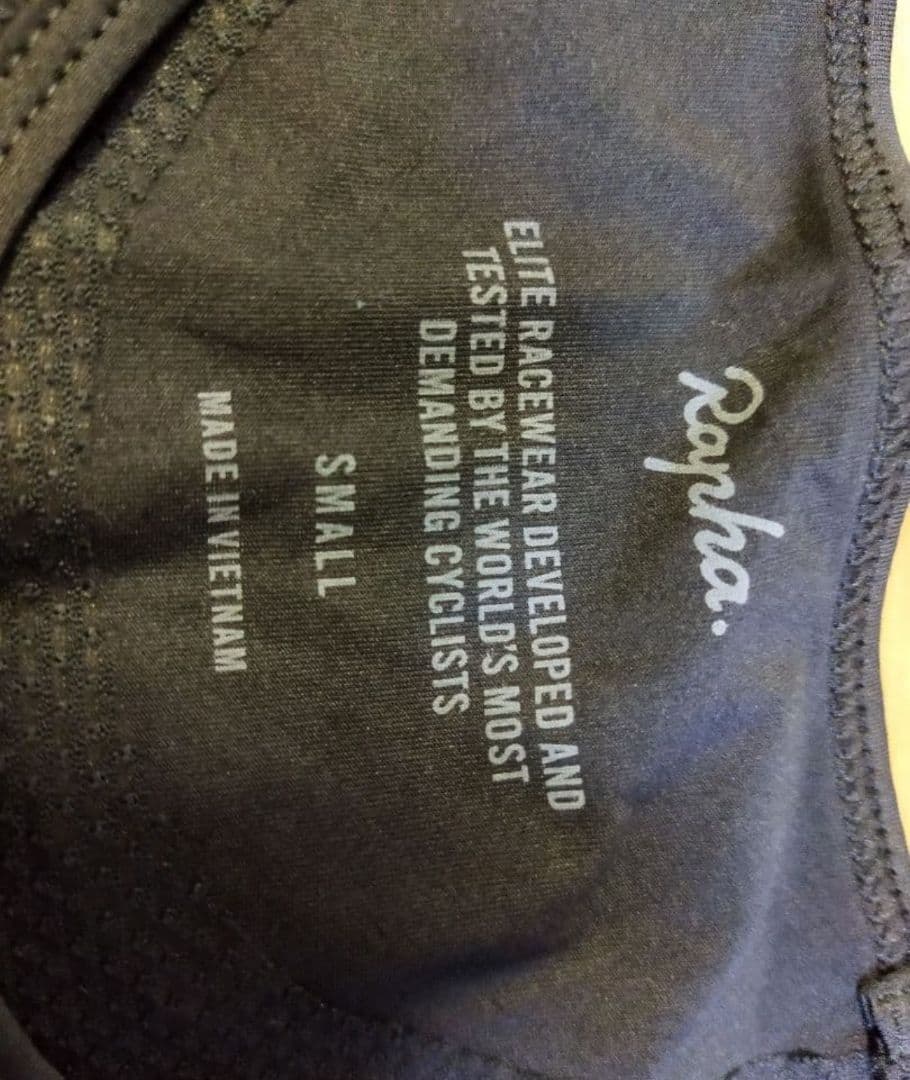 Rapha.
ELITE RACEWEAR DEVELOPED AND
TESTED BY THE WORLD'S MOST
DEMANDING CYCLISTS
SMALL
MADE IN VIETNAM